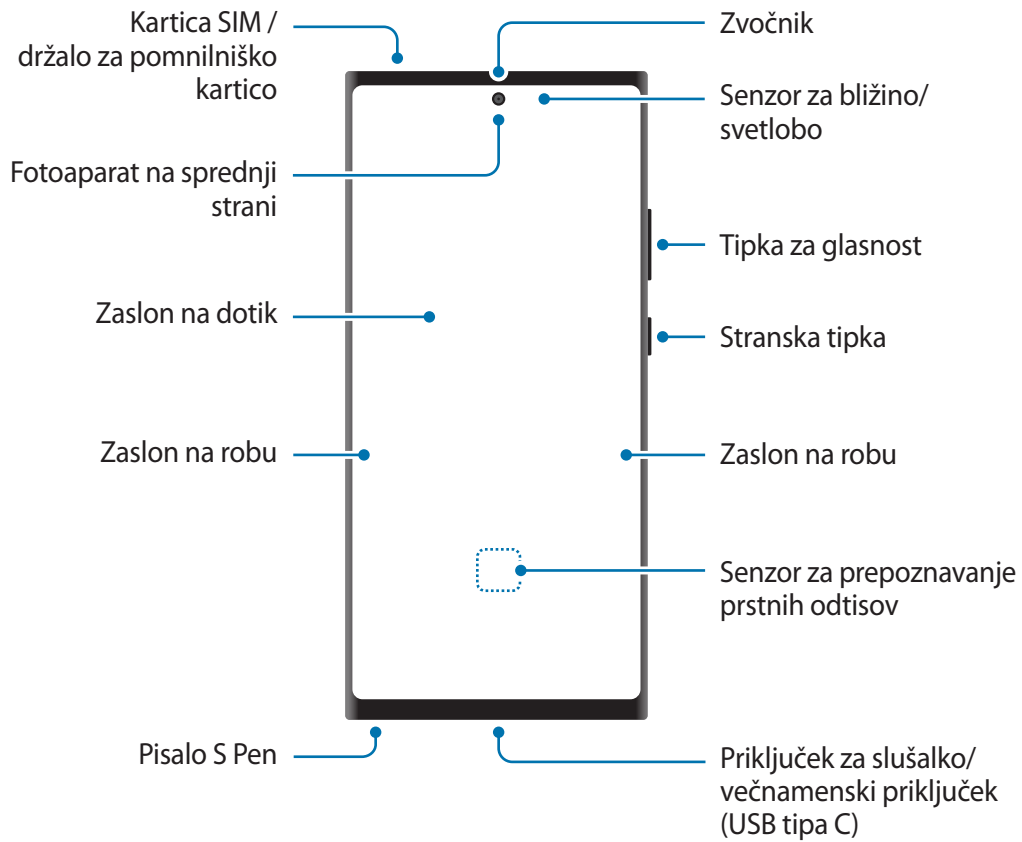 Kartica SIM /
držalo za pomnilniško
kartico
Fotoaparat na sprednji
strani
Zaslon na dotik
Zaslon na robu
Pisalo S Pen
Zvočnik
Senzor za bližino/
svetlobo
Tipka za glasnost
Stranska tipka
Zaslon na robu
Senzor za prepoznavanje
prstnih odtisov
Priključek za slušalko/
večnamenski priključek
(USB tipa C)